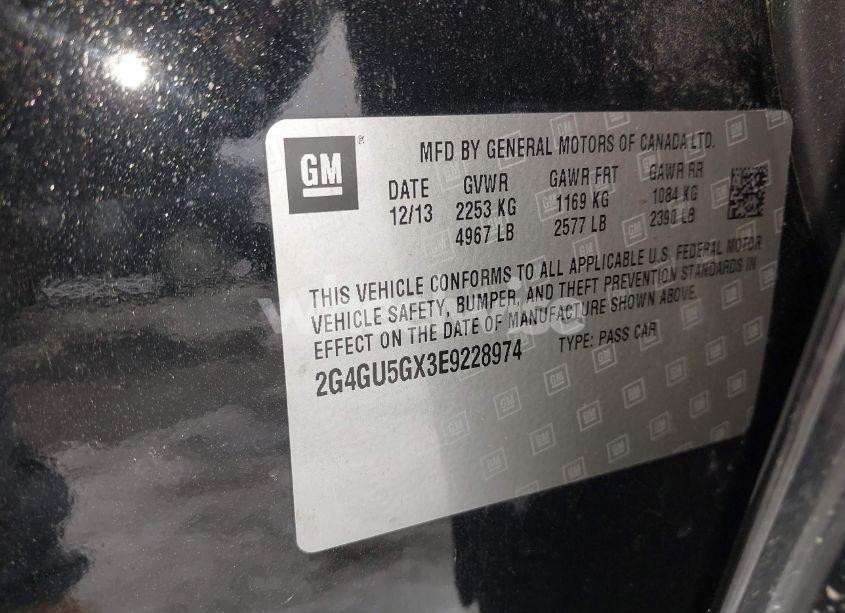 GM
MFD BY GENERAL MOTORS OF CANADA LTD.
DATE GVWR GAWR FRT GAWR RR
12/13 2253 KG 1169 KG 1084 KG
4967 LB 2577 LB 2390 LB
THIS VEHICLE CONFORMS TO ALL APPLICABLE U.S. FEDERAL MOTOR
VEHICLE SAFETY, BUMPER, AND THEFT PREVENTION STANDARDS IN
EFFECT ON THE DATE OF MANUFACTURE SHOWN ABOVE.
2G4GU5GX3E9228974 TYPE: PASS CAR